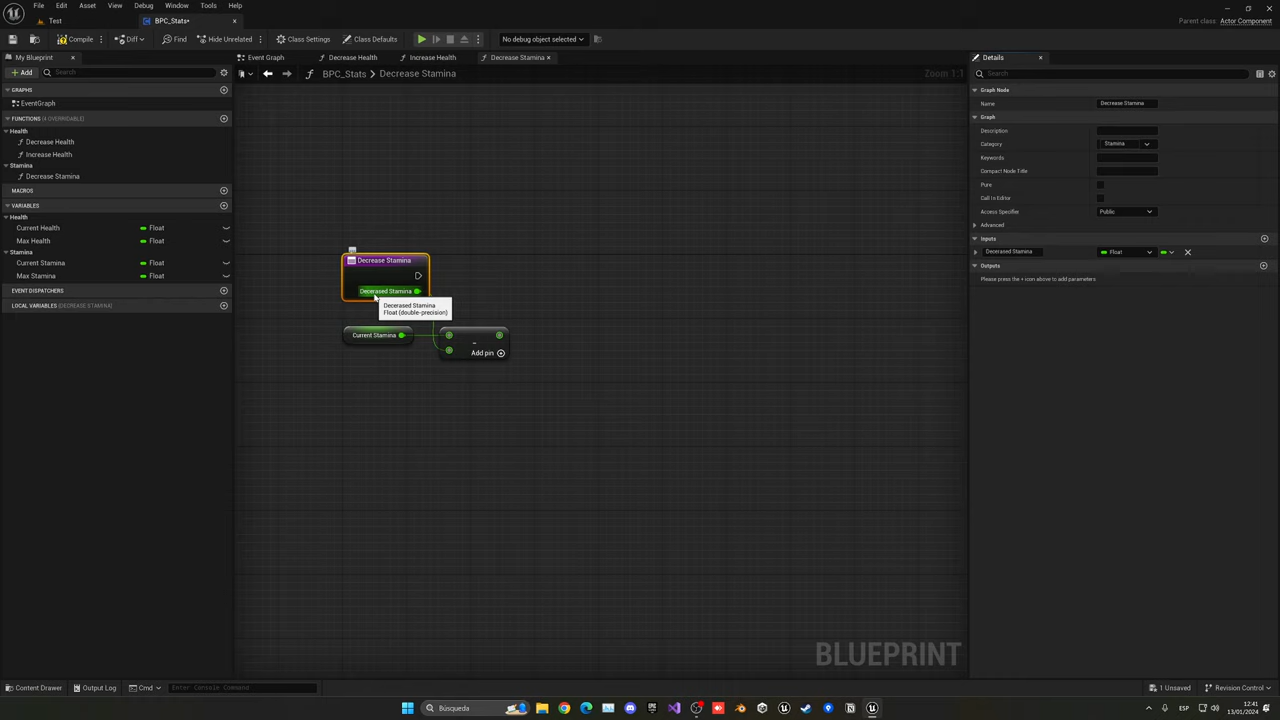 File Edit Asset View Debug Window Tools Help
Parent class: Actor Component
Test BPC_Stats*
Compile Diff Find Hide Unrelated Class Settings Class Defaults No debug object selected
My Blueprint Event Graph Decrease Health Increase Health Decrease Stamina Details
Add Search BPC_Stats > Decrease Stamina Zoom 1:1 Search
GRAPHS
EventGraph
FUNCTIONS (4 OVERRIDABLE)
Health
Decrease Health
Increase Health
Stamina
Decrease Stamina
MACROS
VARIABLES
Health
Current Health Float
Max Health Float
Stamina
Current Stamina Float
Max Stamina Float
EVENT DISPATCHERS
LOCAL VARIABLES (DECREASE STAMINA)
Decrease Stamina
Decerased Stamina
Decerased Stamina
Float (double-precision)
Current Stamina
-
Add pin
BLUEPRINT
Graph Node
Name Decrease Stamina
Graph
Description
Category Stamina
Keywords
Compact Node Title
Pure
Call In Editor
Access Specifier Public
Advanced
Inputs
Decerased Stamina Float
Outputs
Please press the + icon above to add parameters
Content Drawer Output Log Cmd Enter Console Command 1 Unsaved Revision Control
Búsqueda ESP 12:41
13/01/2024